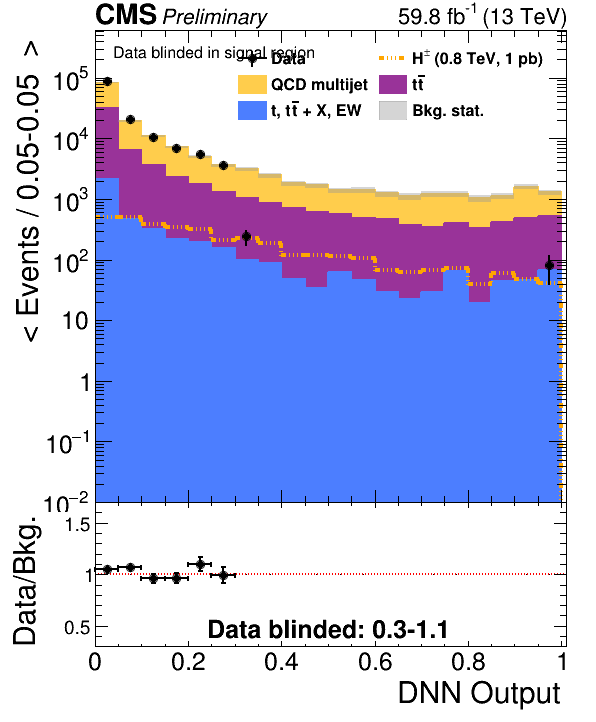 CMS Preliminary 59.8 fb⁻¹ (13 TeV)
Data blinded in signal region
Data H± (0.8 TeV, 1 pb)
QCD multijet tt̄
t, tt̄ + X, EW Bkg. stat.
< Events / 0.05-0.05 >
10⁵
10⁴
10³
10²
10
1
10⁻¹
10⁻²
Data/Bkg.
1.5
1
0.5
Data blinded: 0.3-1.1
0 0.2 0.4 0.6 0.8 1
DNN Output